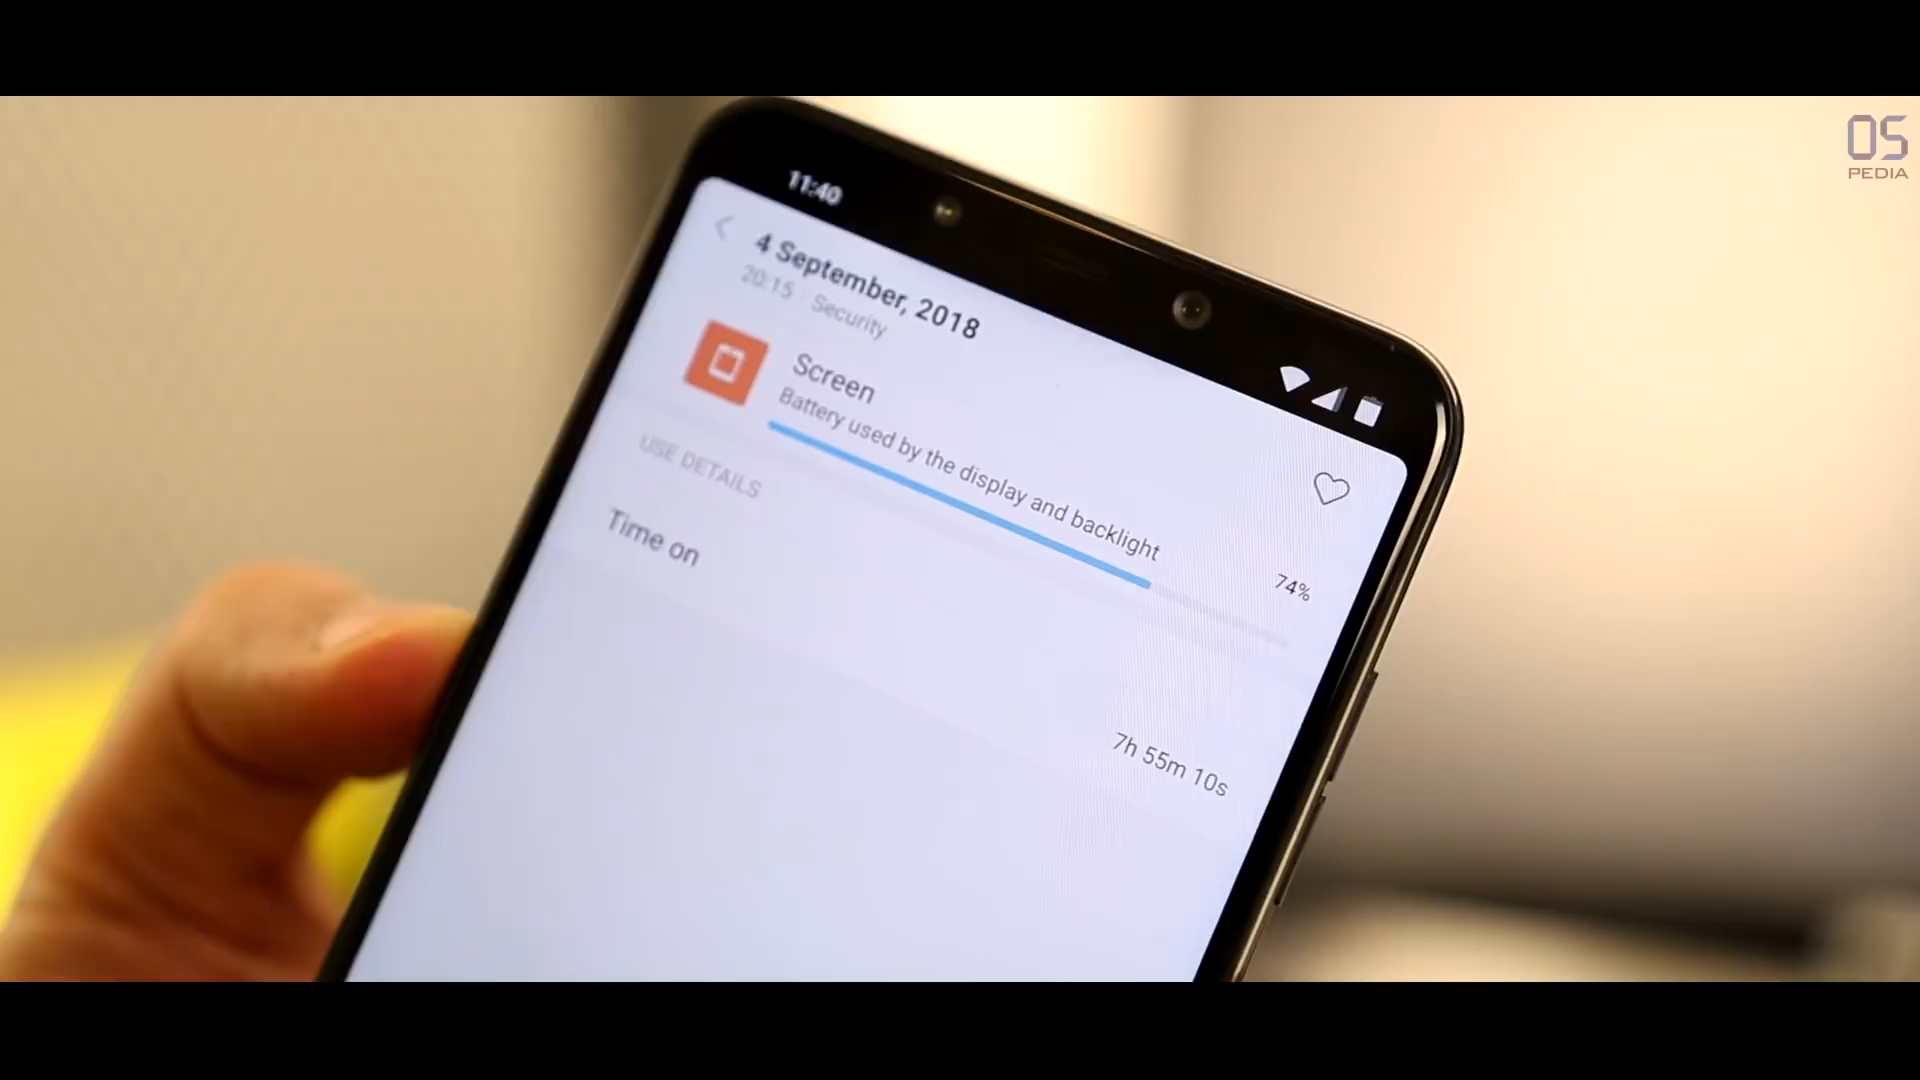 OS
PEDIA
11:40
4 September, 2018
20:15 | Security
Screen
Battery used by the display and backlight
74%
USE DETAILS
Time on
7h 55m 10s